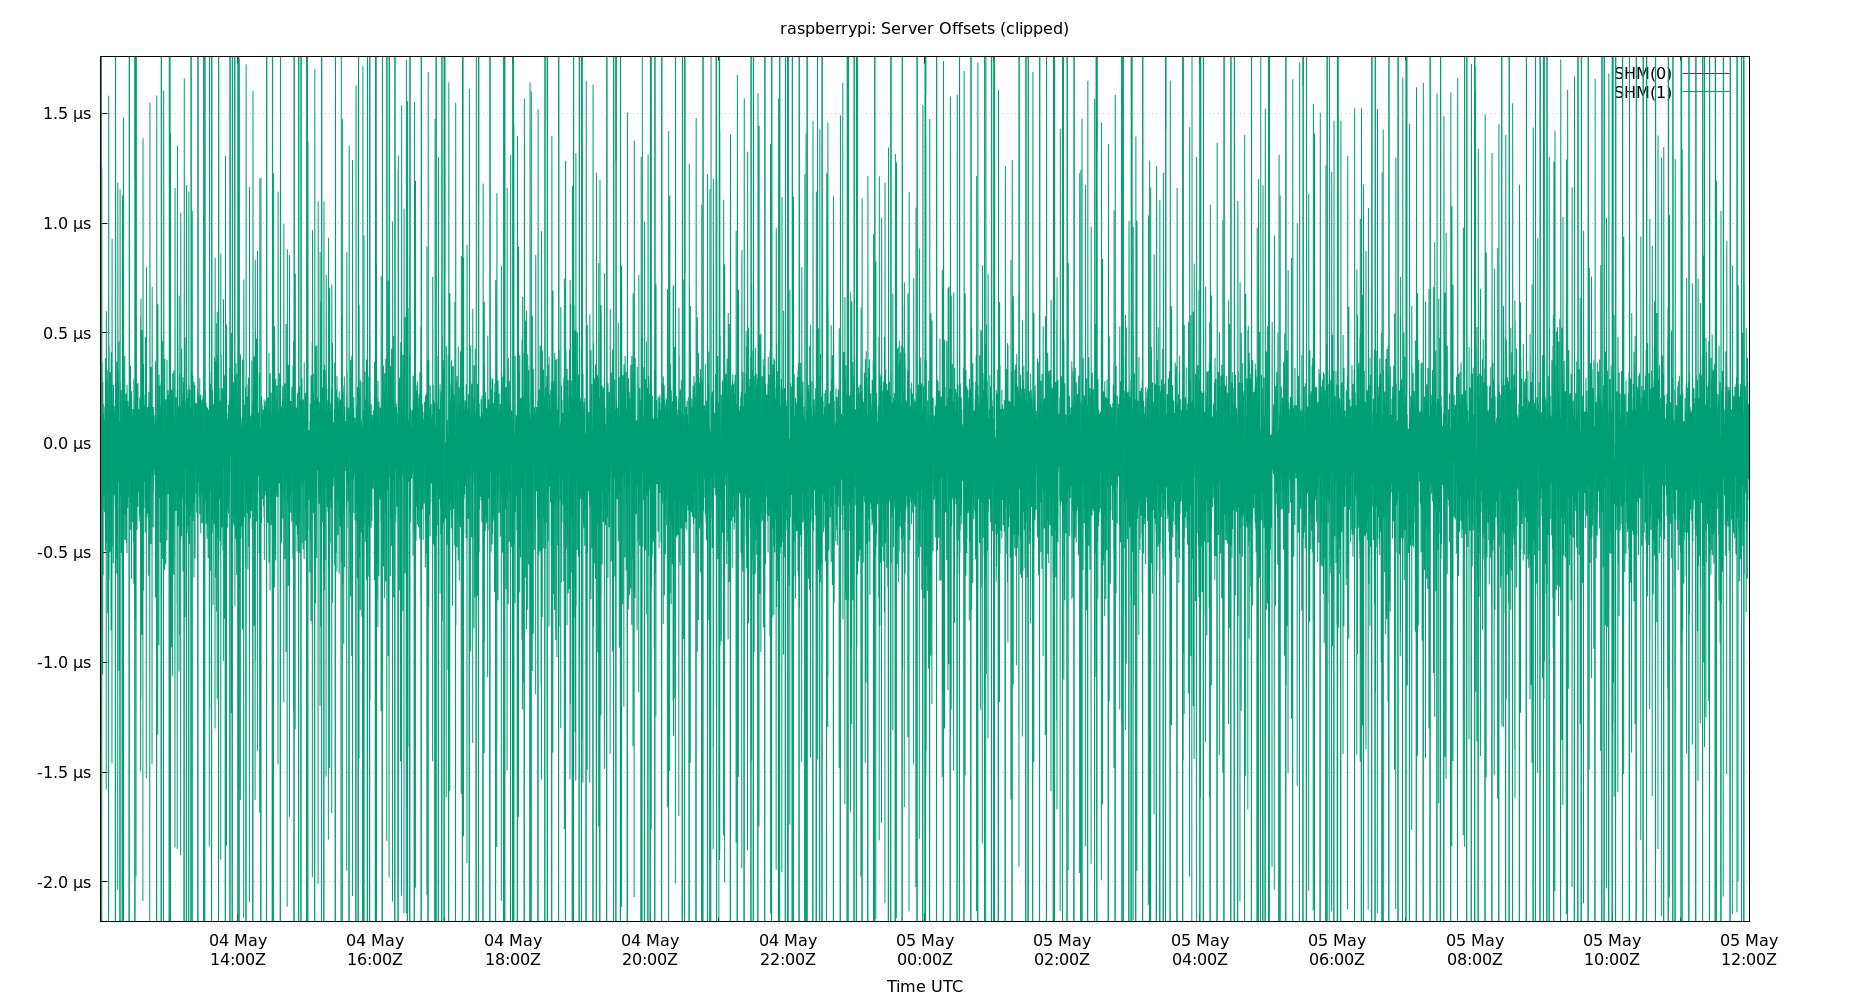 raspberrypi: Server Offsets (clipped)
SHM(0)
SHM(1)
1.5 µs
1.0 µs
0.5 µs
0.0 µs
-0.5 µs
-1.0 µs
-1.5 µs
-2.0 µs
04 May 04 May 04 May 04 May 04 May 05 May 05 May 05 May 05 May 05 May 05 May 05 May
14:00Z 16:00Z 18:00Z 20:00Z 22:00Z 00:00Z 02:00Z 04:00Z 06:00Z 08:00Z 10:00Z 12:00Z
Time UTC